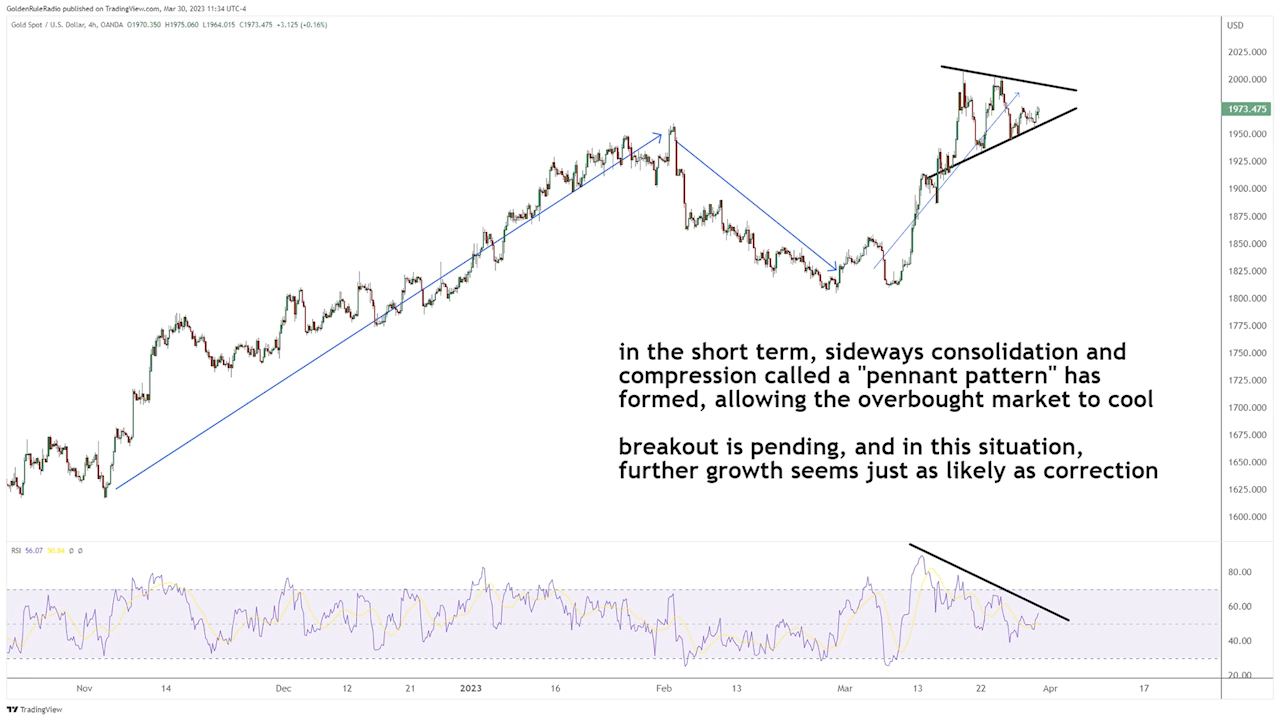 GoldenRuleRadio published on TradingView.com, Mar 30, 2023 11:34 UTC-4
Gold Spot / U.S. Dollar, 4h, OANDA O1970.350 H1975.060 L1964.015 C1973.475 +3.125 (+0.16%)
USD
2025.000
2000.000
1973.475
1950.000
1925.000
1900.000
1875.000
1850.000
1825.000
1800.000
1775.000
1750.000
1725.000
1700.000
1675.000
1650.000
1625.000
1600.000
in the short term, sideways consolidation and
compression called a "pennant pattern" has
formed, allowing the overbought market to cool
breakout is pending, and in this situation,
further growth seems just as likely as correction
RSI 56.07 Ø Ø
80.00
60.00
40.00
20.00
Nov 14 Dec 12 21 2023 16 Feb 13 Mar 13 22 Apr 17
TradingView